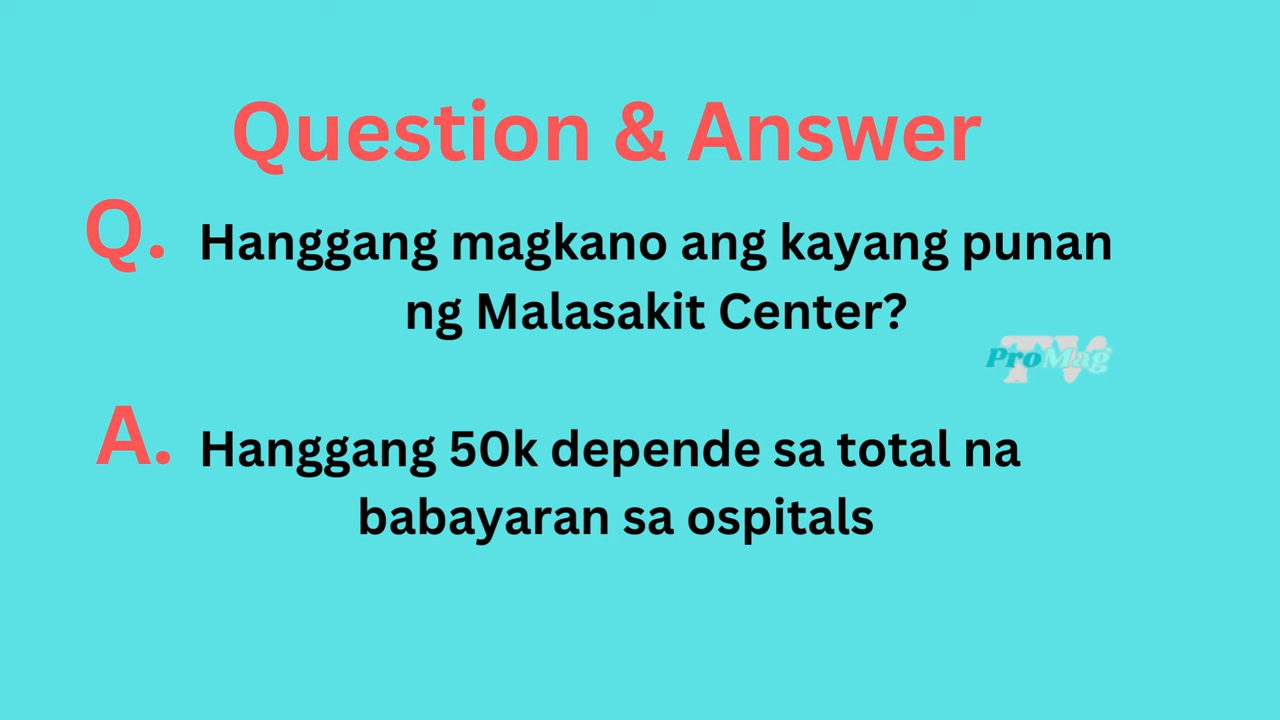 Question & Answer
Q. Hanggang magkano ang kayang punan
ng Malasakit Center?
ProMag TV
A. Hanggang 50k depende sa total na
babayaran sa ospitals